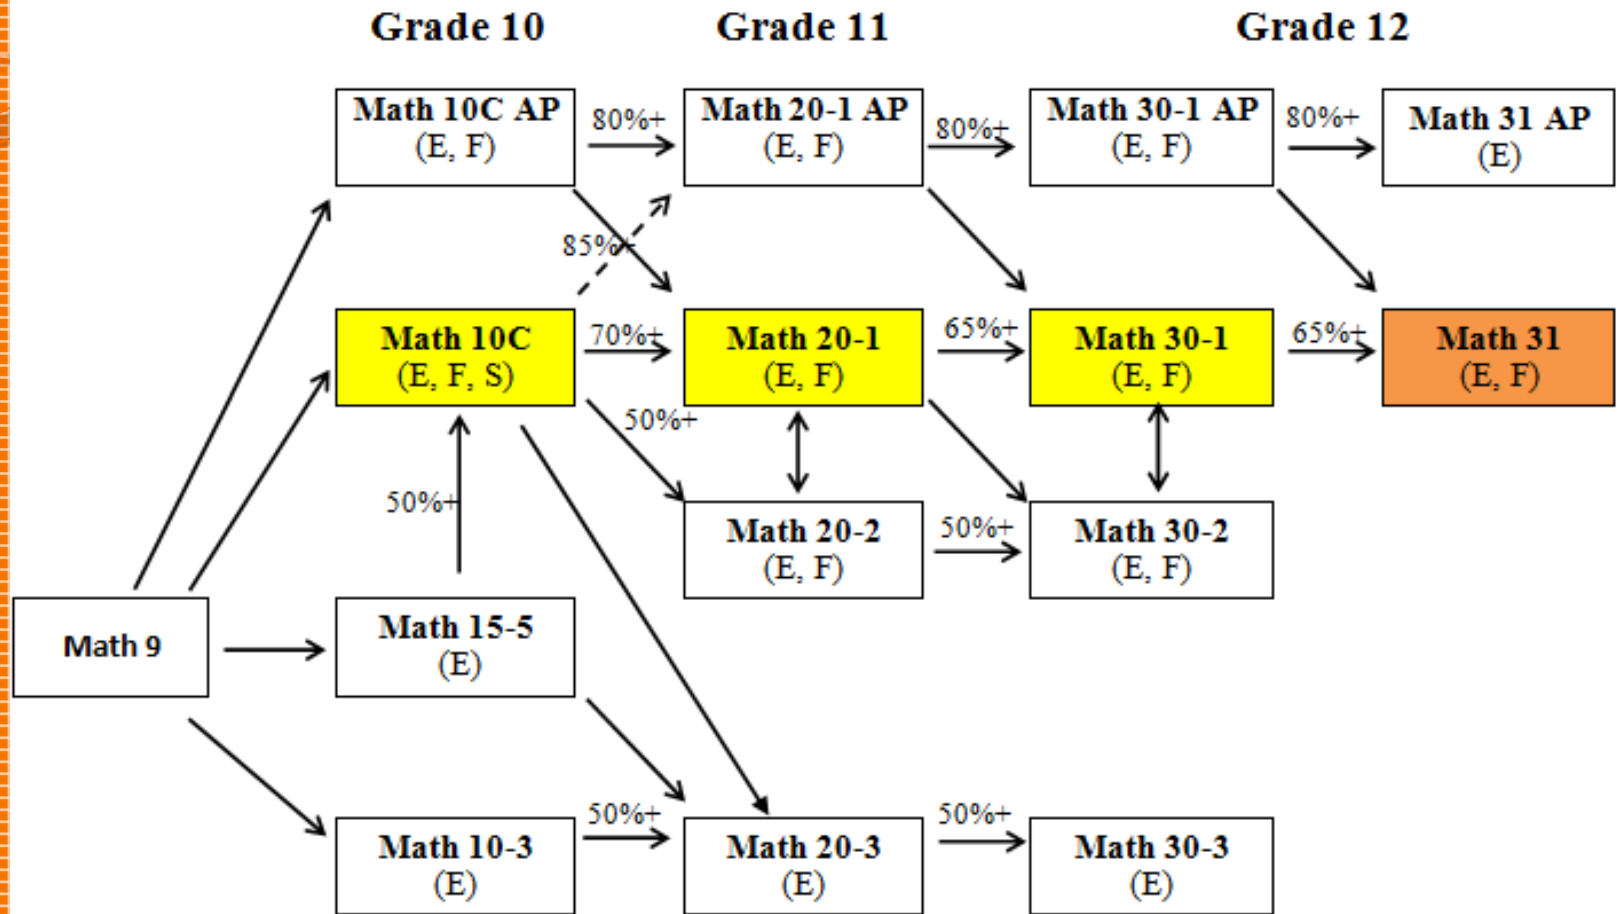 Grade 10
Grade 11
Grade 12
Math 10C AP
(E, F)
80%+
Math 20-1 AP
(E, F)
80%+
Math 30-1 AP
(E, F)
80%+
Math 31 AP
(E)
85%+
Math 10C
(E, F, S)
70%+
Math 20-1
(E, F)
65%+
Math 30-1
(E, F)
65%+
Math 31
(E, F)
50%+
50%+
Math 20-2
(E, F)
50%+
Math 30-2
(E, F)
Math 9
Math 15-5
(E)
Math 10-3
(E)
50%+
Math 20-3
(E)
50%+
Math 30-3
(E)